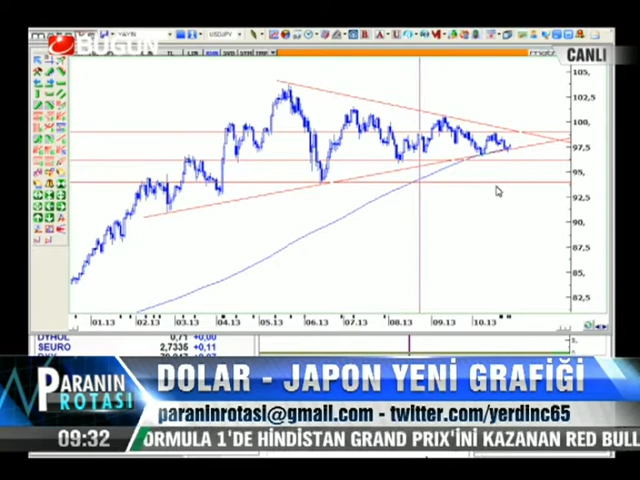 BUGÜN
YAYIN
USDJPY
CANLI
105,
102,5
100,
97,5
95,
92,5
90,
87,5
85,
82,5
01.13 02.13 03.13 04.13 05.13 06.13 07.13 08.13 09.13 10.13
DYHOL 0,71 +0,00
SEURO 2,7335 +0,11
PARANIN ROTASI
DOLAR - JAPON YENİ GRAFİĞİ
paraninrotasI@gmail.com - twitter.com/yerdinc65
09:32
ORMULA 1'DE HİNDİSTAN GRAND PRIX'İNİ KAZANAN RED BULL